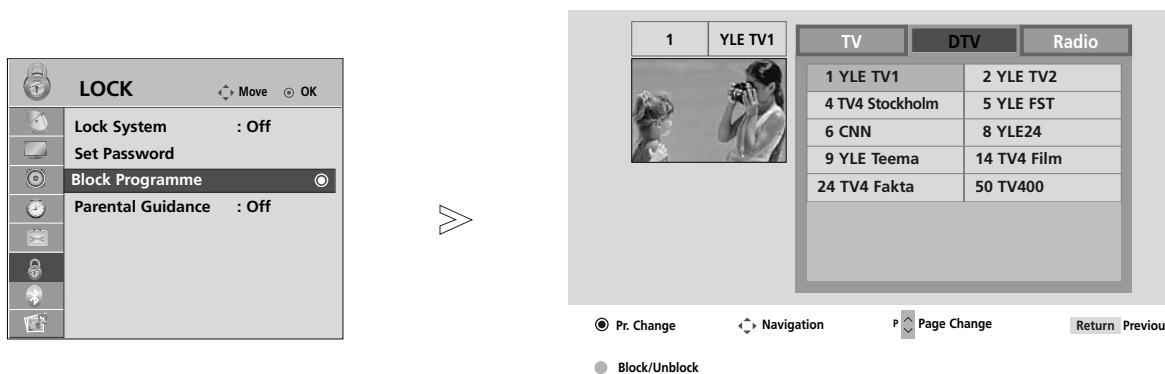 LOCK
Move OK
Lock System : Off
Set Password
Block Programme
Parental Guidance : Off
1 YLE TV1
TV DTV Radio
1 YLE TV1 2 YLE TV2
4 TV4 Stockholm 5 YLE FST
6 CNN 8 YLE24
9 YLE Teema 14 TV4 Film
24 TV4 Fakta 50 TV400
Pr. Change Navigation P Page Change Return Previou
Block/Unblock